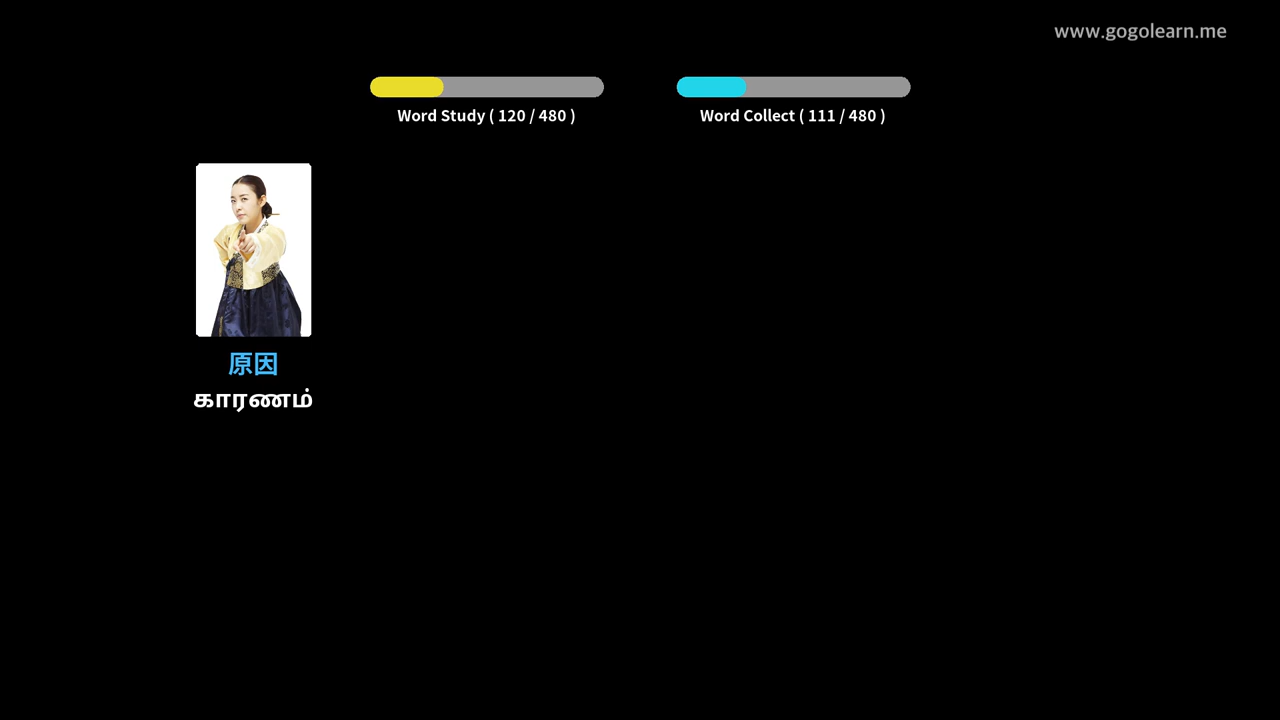 www.gogolearn.me
Word Study ( 120 / 480 )
Word Collect ( 111 / 480 )
原因
காரணம்